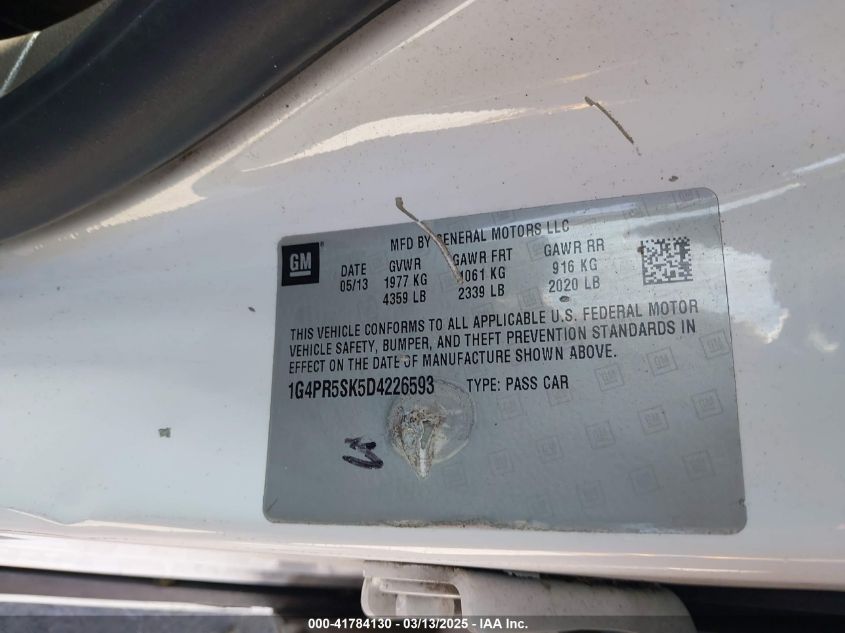 MFD BY GENERAL MOTORS LLC
GM
DATE GVWR GAWR FRT GAWR RR
05/13 1977 KG 1061 KG 916 KG
4359 LB 2339 LB 2020 LB
THIS VEHICLE CONFORMS TO ALL APPLICABLE U.S. FEDERAL MOTOR
VEHICLE SAFETY, BUMPER, AND THEFT PREVENTION STANDARDS IN
EFFECT ON THE DATE OF MANUFACTURE SHOWN ABOVE.
1G4PR5SK5D4226593 TYPE: PASS CAR
000-41784130 - 03/13/2025 - IAA Inc.